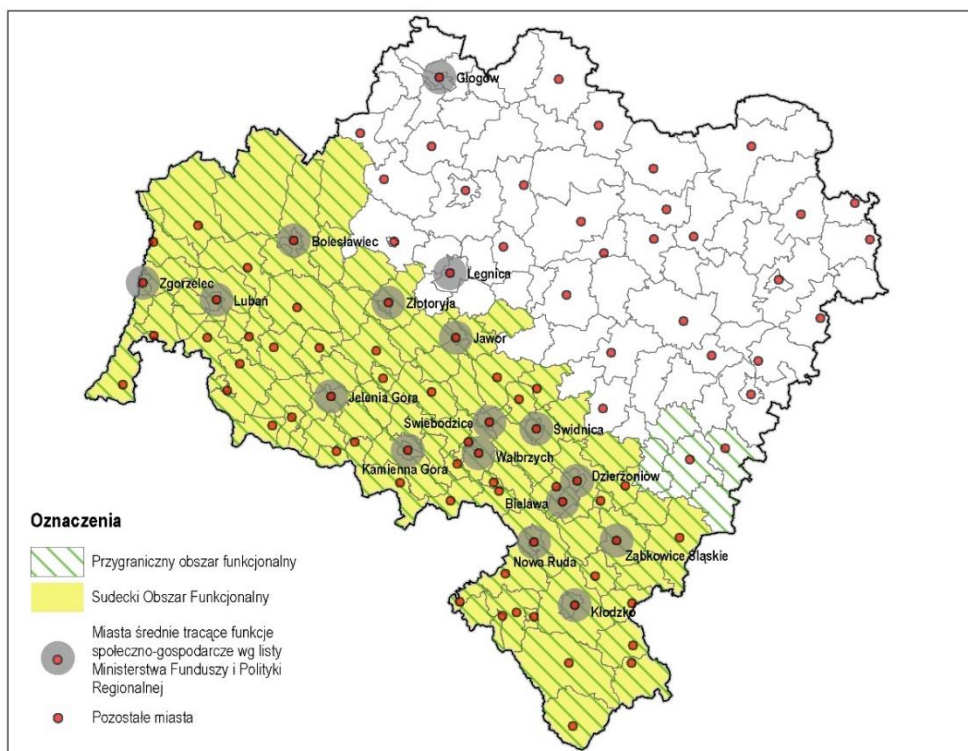 Głogów
Bolesławiec
Legnica
Zgorzelec
Lubań
Złotoryja
Jawor
Jelenia Góra
Świebodzice
Świdnica
Wałbrzych
Kamienna Góra
Dzierżoniów
Bielawa
Nowa Ruda
Ząbkowice Śląskie
Kłodzko
Oznaczenia
Przygraniczny obszar funkcjonalny
Sudecki Obszar Funkcjonalny
Miasta średnie tracące funkcje
społeczno-gospodarcze wg listy
Ministerstwa Funduszy i Polityki
Regionalnej
Pozostałe miasta